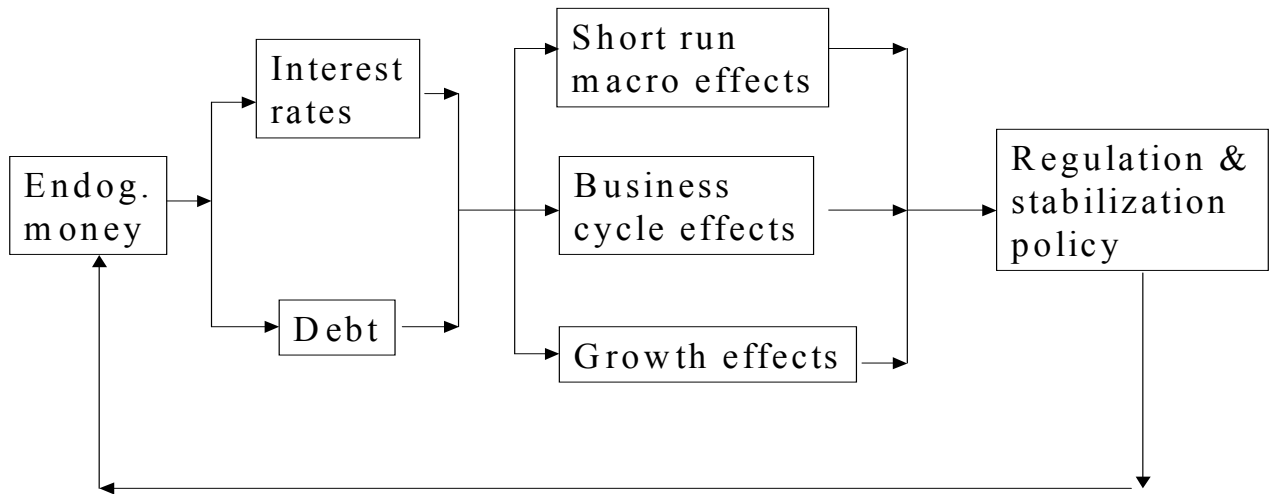 Endog.
money
Interest
rates
Debt
Short run
macro effects
Business
cycle effects
Growth effects
Regulation &
stabilization
policy